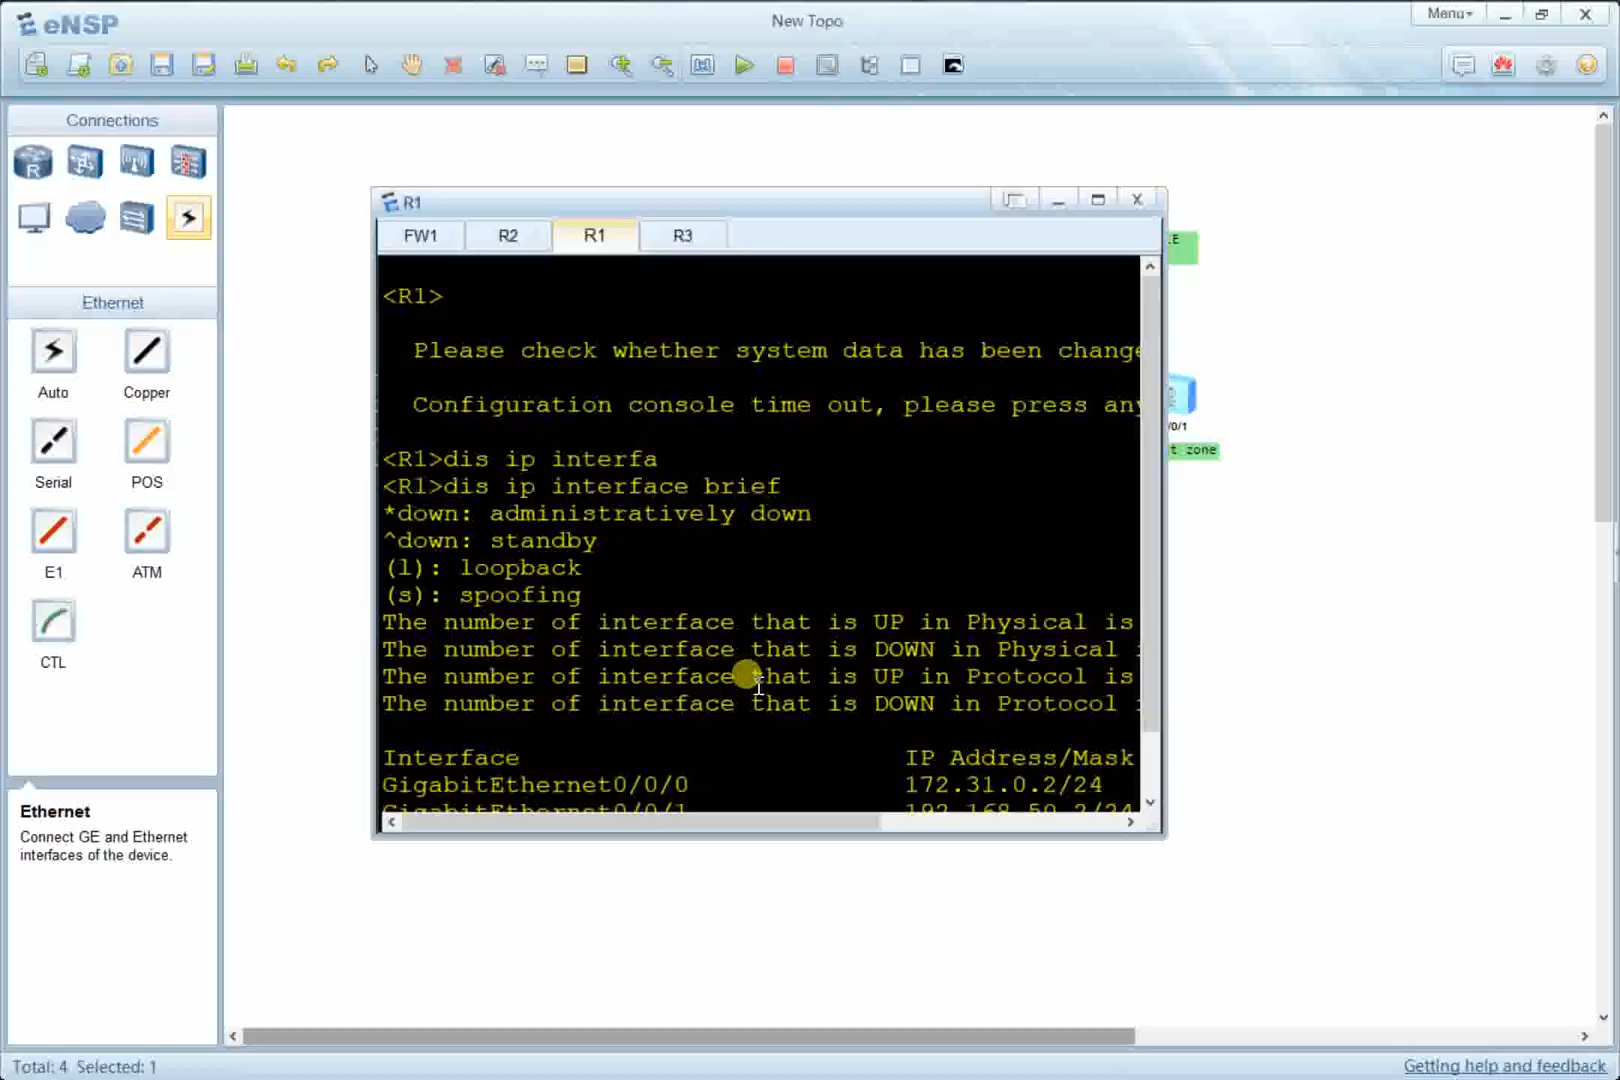 eNSP
New Topo
Menu
Connections
R
Ethernet
Auto
Copper
Serial
POS
E1
ATM
CTL
Ethernet
Connect GE and Ethernet
interfaces of the device.
R1
FW1
R2
R1
R3
<R1>
Please check whether system data has been change
Configuration console time out, please press any
<R1>dis ip interfa
<R1>dis ip interface brief
*down: administratively down
^down: standby
(l): loopback
(s): spoofing
The number of interface that is UP in Physical is
The number of interface that is DOWN in Physical
The number of interface that is UP in Protocol is
The number of interface that is DOWN in Protocol
Interface IP Address/Mask
GigabitEthernet0/0/0 172.31.0.2/24
GigabitEthernet0/0/1 192.168.50.2/24
E
/0/1
t zone
Total: 4 Selected: 1
Getting help and feedback